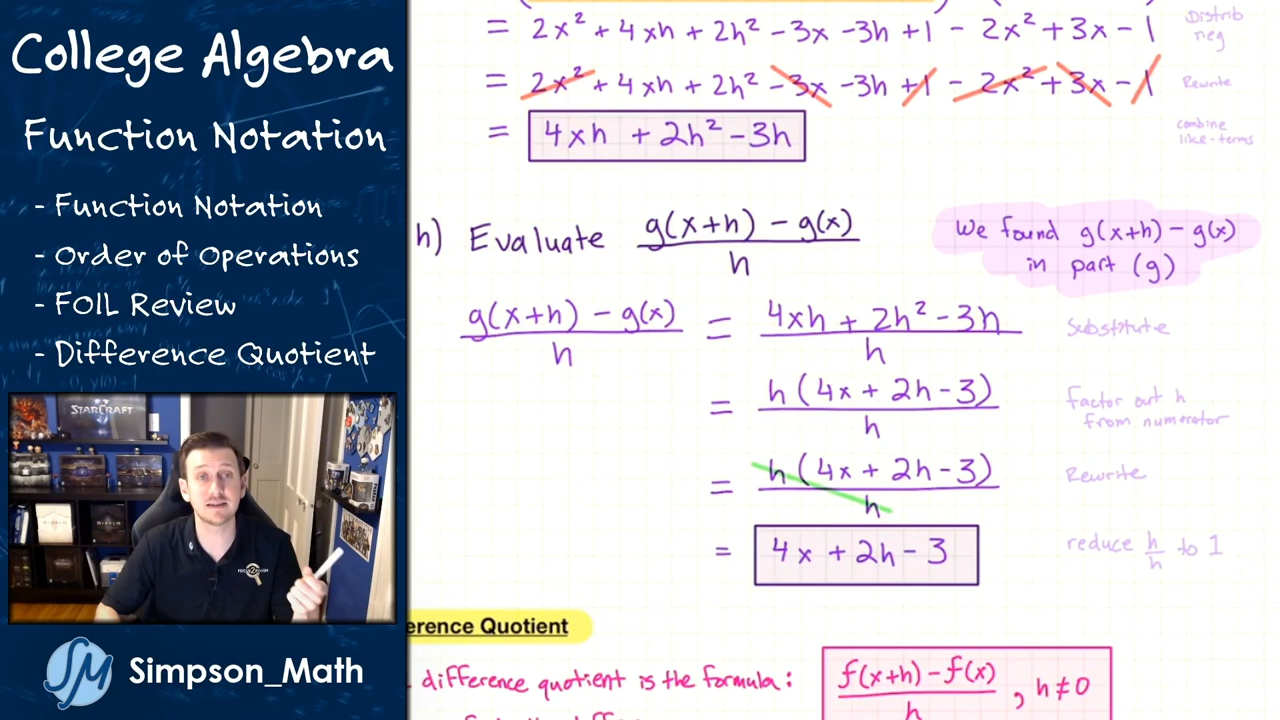 College Algebra
Function Notation
- Function Notation
- Order of Operations
- FOIL Review
- Difference Quotient
STARCRAFT
DIABLO
Simpson_Math
SM
= 2x² + 4xh + 2h² - 3x - 3h + 1 - 2x² + 3x - 1
Distrib
neg
= 2x² + 4xh + 2h² - 3x - 3h + 1 - 2x² + 3x - 1
Rewrite
= 4xh + 2h² - 3h
combine
like-terms
h) Evaluate g(x+h) - g(x)
h
We found g(x+h) - g(x)
in part (g)
g(x+h) - g(x) = 4xh + 2h² - 3h
h h
Substitute
= h(4x + 2h - 3)
h
Factor out h
from numerator
= h(4x + 2h - 3)
h
Rewrite
= 4x + 2h - 3
reduce h/h to 1
erence Quotient
difference quotient is the formula:
f(x+h) - f(x)
h
, h≠0